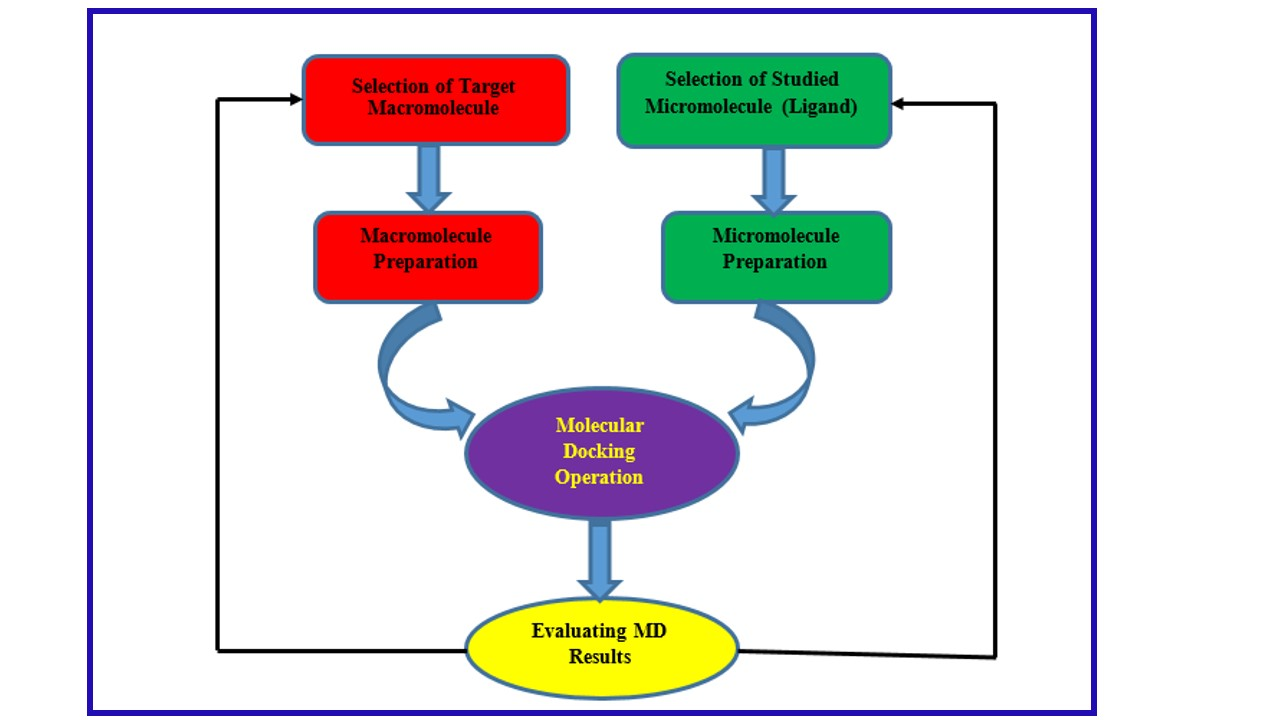 Selection of Target
Macromolecule
Selection of Studied
Micromolecule (Ligand)
Macromolecule
Preparation
Micromolecule
Preparation
Molecular
Docking
Operation
Evaluating MD
Results